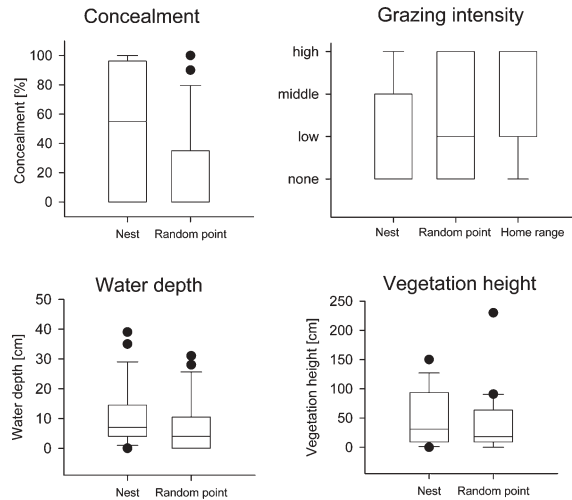 Concealment
Concealment [%]
100
80
60
40
20
0
Nest
Random point
Grazing intensity
high
middle
low
none
Nest
Random point
Home range
Water depth
Water depth [cm]
50
40
30
20
10
0
Nest
Random point
Vegetation height
Vegetation height [cm]
250
200
150
100
50
0
Nest
Random point